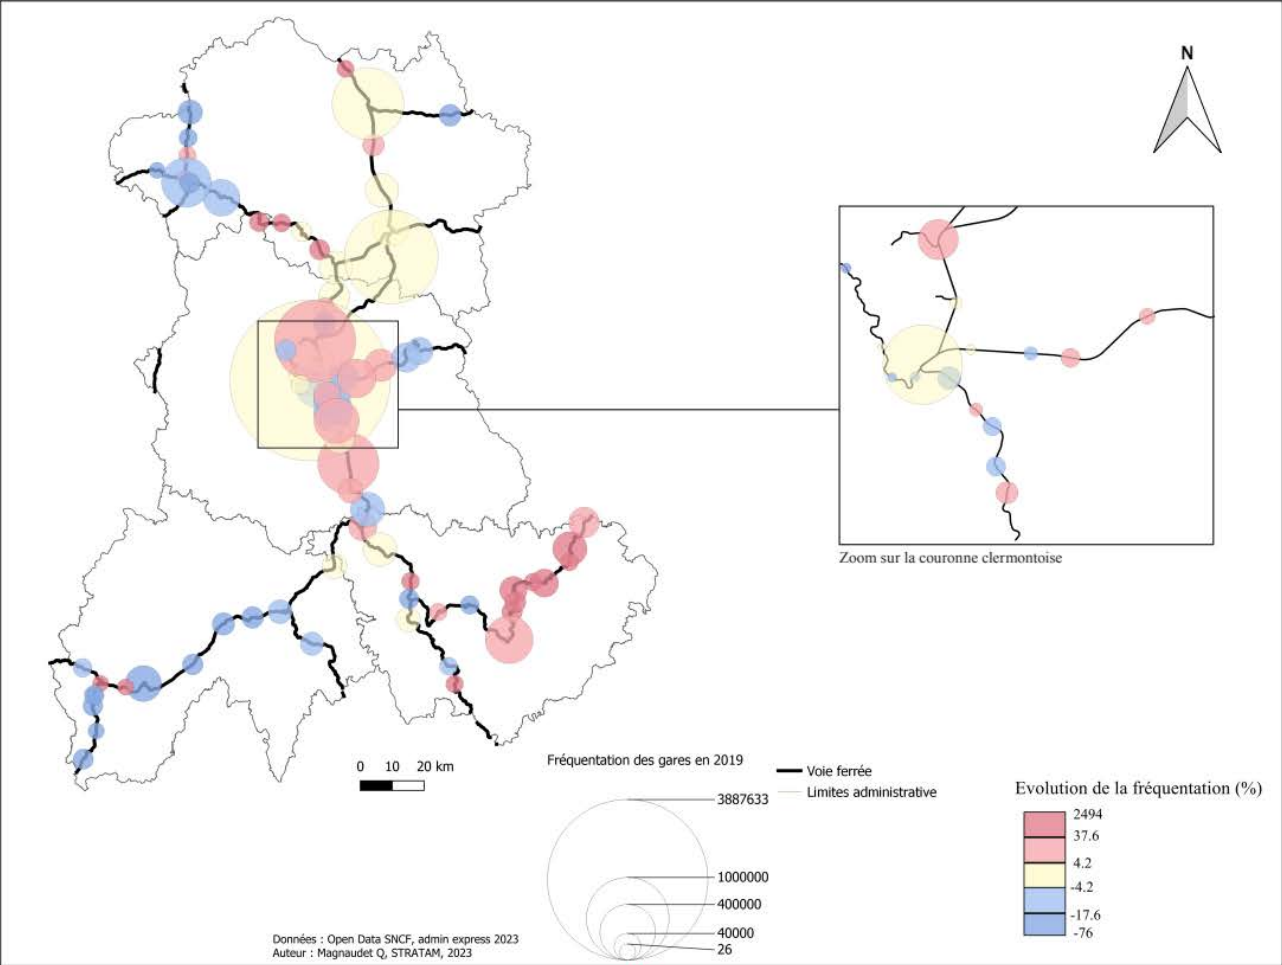 N
Zoom sur la couronne clermontoise
0 10 20 km
Fréquentation des gares en 2019
3887633
1000000
400000
40000
26
Voie ferrée
Limites administrative
Evolution de la fréquentation (%)
2494
37.6
4.2
-4.2
-17.6
-76
Données : Open Data SNCF, admin express 2023
Auteur : Magnaudet Q, STRATAM, 2023